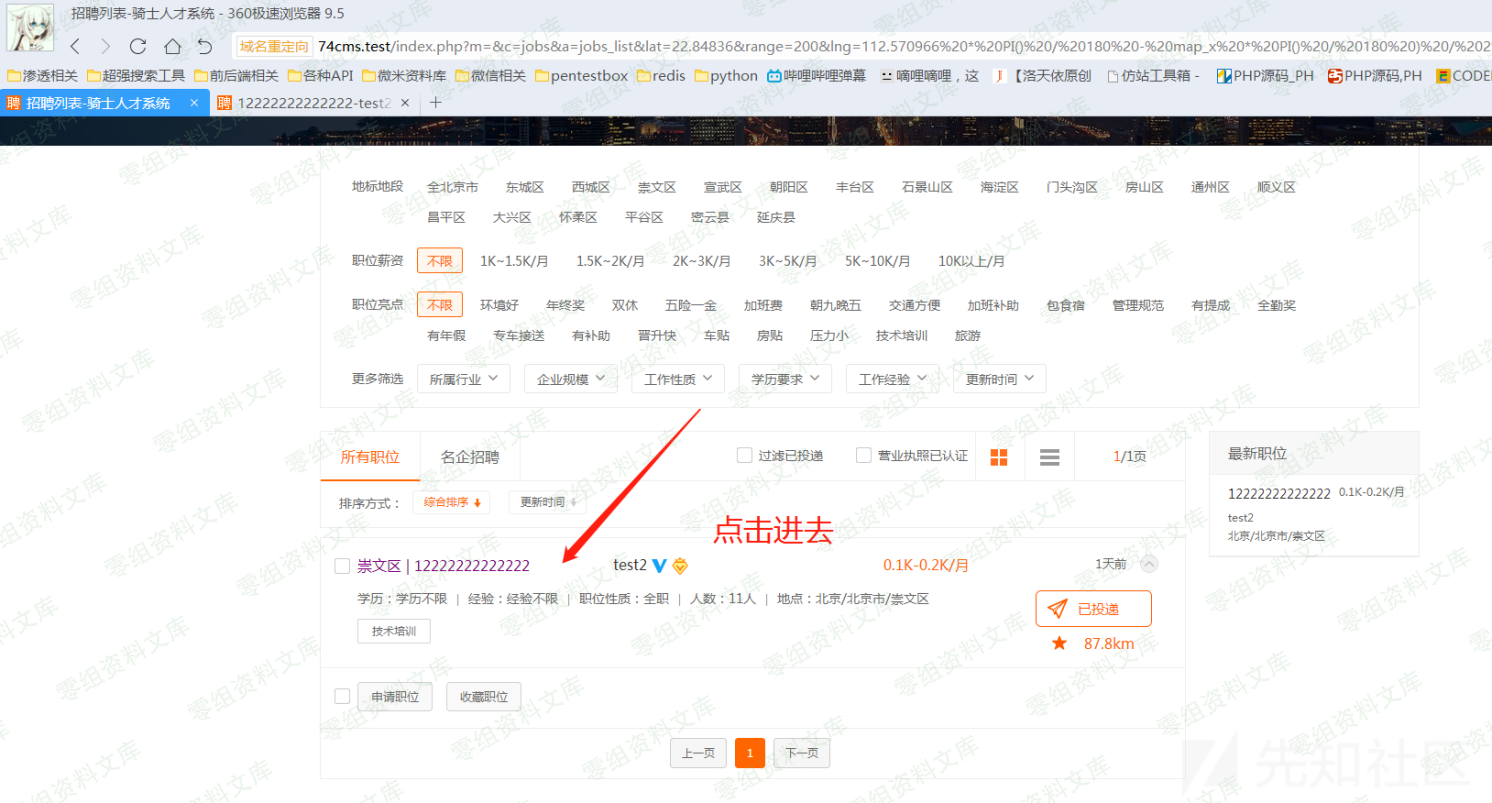 招聘列表-骑士人才系统 - 360极速浏览器 9.5
域名重定向 74cms.test/index.php?m=&c=jobs&a=jobs_list&lat=22.84836&range=200&lng=112.570966%20*%20PI()%20/%20180%20-%20map_x%20*%20PI()%20/%20180%20)%20/%202
渗透相关 超强搜索工具 前后端相关 各种API 微米资料库 微信相关 pentestbox redis python 哔哩哔哩弹幕 嘀哩嘀哩，这 【洛天依原创 仿站工具箱 - PHP源码_PH PHP源码,PH CODE
招聘列表-骑士人才系统 × 12222222222222-test2 × +
地标地段 全北京市 东城区 西城区 崇文区 宣武区 朝阳区 丰台区 石景山区 海淀区 门头沟区 房山区 通州区 顺义区
昌平区 大兴区 怀柔区 平谷区 密云县 延庆县
职位薪资 不限 1K~1.5K/月 1.5K~2K/月 2K~3K/月 3K~5K/月 5K~10K/月 10K以上/月
职位亮点 不限 环境好 年终奖 双休 五险一金 加班费 朝九晚五 交通方便 加班补助 包食宿 管理规范 有提成 全勤奖
有年假 专车接送 有补助 晋升快 车贴 房贴 压力小 技术培训 旅游
更多筛选 所属行业 企业规模 工作性质 学历要求 工作经验 更新时间
所有职位 名企招聘 过滤已投递 营业执照已认证 1/1页
最新职位
排序方式： 综合排序 更新时间
12222222222222 0.1K-0.2K/月
test2
北京/北京市/崇文区
点击进去
崇文区 | 12222222222222 test2 0.1K-0.2K/月 1天前
学历：学历不限 | 经验：经验不限 | 职位性质：全职 | 人数：11人 | 地点：北京/北京市/崇文区
已投递
技术培训
87.8km
申请职位 收藏职位
上一页 1 下一页
先知社区
零组资料文库